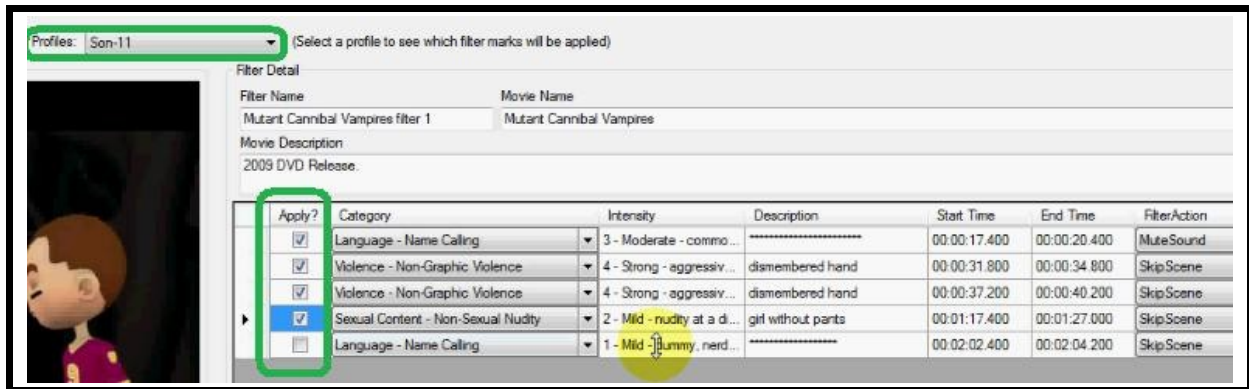 Profiles: Son-11 (Select a profile to see which filter marks will be applied)
Filter Detail
Filter Name Movie Name
Mutant Cannibal Vampires filter 1 Mutant Cannibal Vampires
Movie Description
2009 DVD Release.
Apply? Category Intensity Description Start Time End Time FilterAction
Language - Name Calling 3 - Moderate - commo... *********************** 00:00:17.400 00:00:20.400 MuteSound
Violence - Non-Graphic Violence 4 - Strong - aggressiv... dismembered hand 00:00:31.800 00:00:34.800 SkipScene
Violence - Non-Graphic Violence 4 - Strong - aggressiv... dismembered hand 00:00:37.200 00:00:40.200 SkipScene
Sexual Content - Non-Sexual Nudity 2 - Mild - nudity at a di... girl without pants 00:01:17.400 00:01:27.000 SkipScene
Language - Name Calling 1 - Mild - dummy, nerd... ****************** 00:02:02.400 00:02:04.200 SkipScene